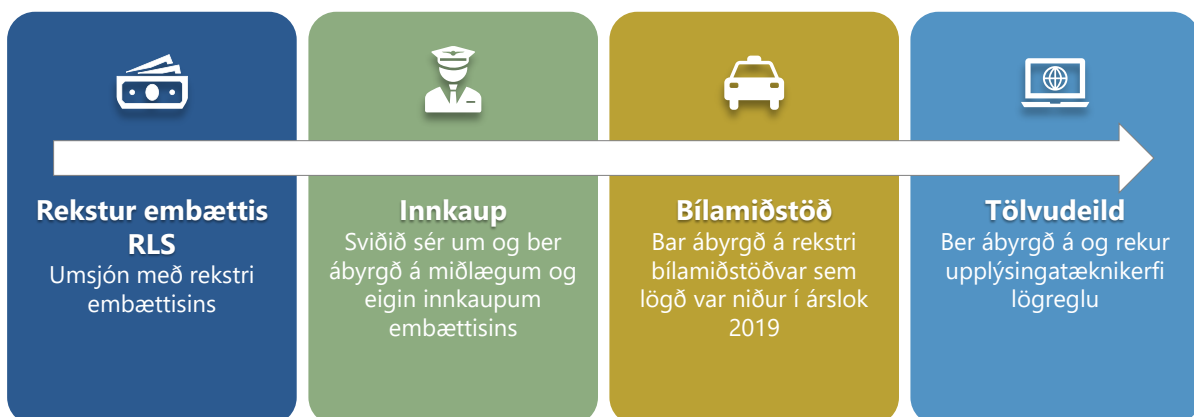 Rekstur embættis
RLS
Umsjón með rekstri
embættisins
Innkaup
Sviðið sér um og ber
ábyrgð á miðlægum og
eigin innkaupum
embættisins
Bílamiðstöð
Bar ábyrgð á rekstri
bílamiðstöðvar sem
lögð var niður í árslok
2019
Tölvudeild
Ber ábyrgð á og rekur
upplýsingatæknikerfi
lögreglu